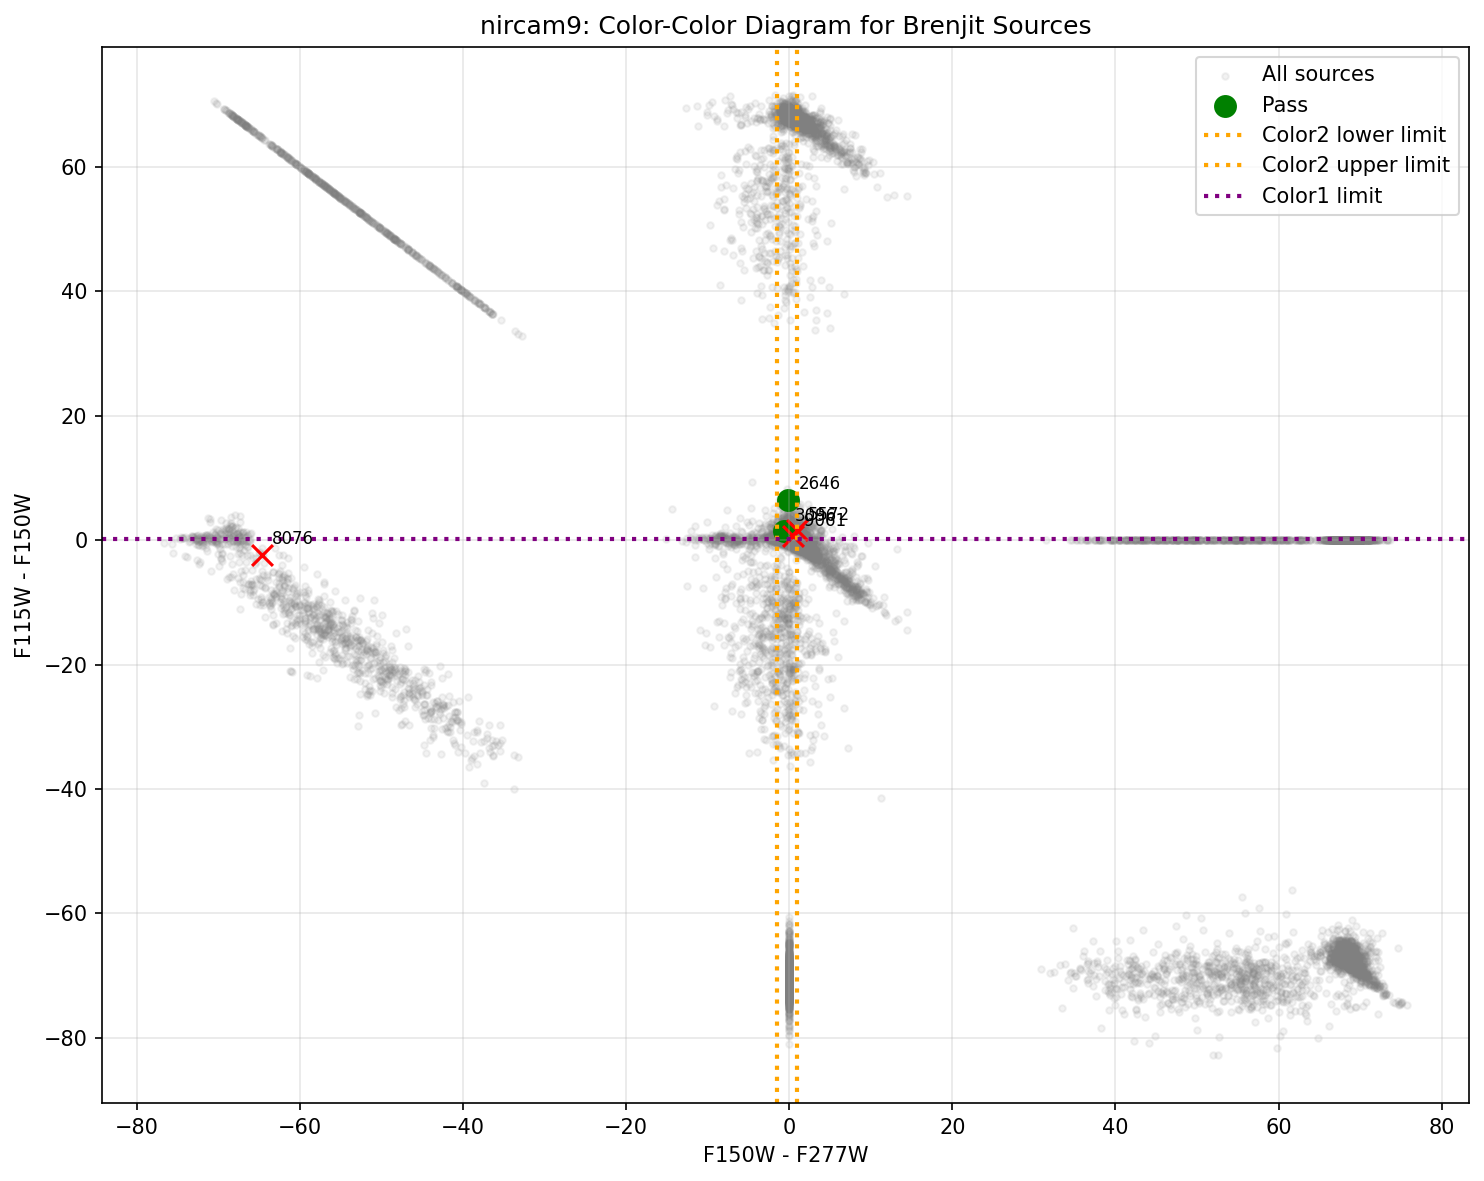 nircam9: Color-Color Diagram for Brenjit Sources
All sources
Pass
Color2 lower limit
Color2 upper limit
Color1 limit
F115W - F150W
60
40
20
0
−20
−40
−60
−80
2646
8076
−80
−60
−40
−20
0
20
40
60
80
F150W - F277W